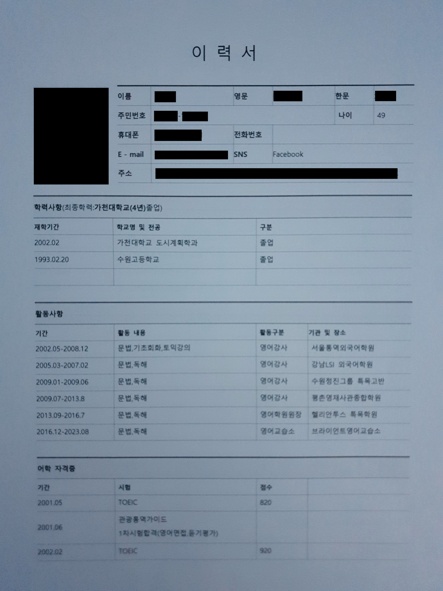 이 력 서
이름 영문 한문
주민번호 - 나이 49
휴대폰 전화번호
E - mail SNS Facebook
주소
학력사항(최종학력:가천대학교(4년)졸업)
재학기간 학교명 및 전공 구분
2002.02 가천대학교 도시계획학과 졸업
1993.02.20 수원고등학교 졸업
활동사항
기간 활동 내용 활동구분 기관 및 장소
2002.05-2008.12 문법,기초회화,토익강의 영어강사 서울통역외국어학원
2005.03-2007.02 문법,독해 영어강사 강남LSI 외국어학원
2009.01-2009.06 문법,독해 영어강사 수원정진그룹 특목고반
2009.07-2013.8 문법,독해 영어강사 평촌영재사관종합학원
2013.09-2016.7 문법,독해 영어학원원장 헬리안투스 특목학원
2016.12-2023.08 문법,독해 영어교습소 브라이언트영어교습소
어학 자격증
기간 시험 점수
2001.05 TOEIC 820
2001.06 관광통역가이드
1차시험합격(영어면접,듣기평가)
2002.02 TOEIC 920